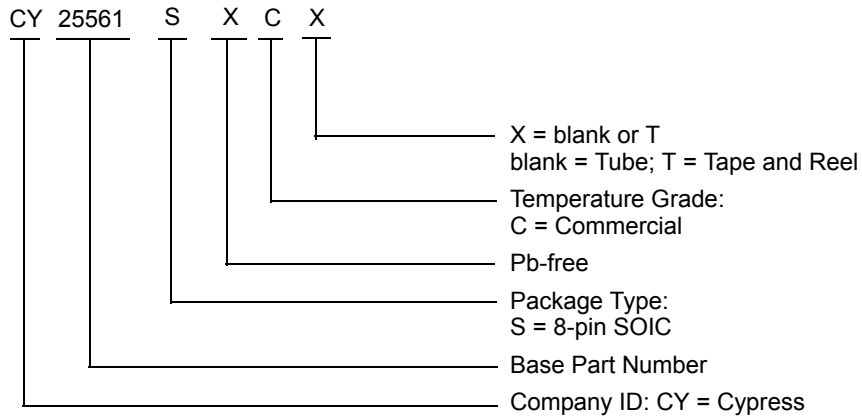 CY 25561 S X C X
X = blank or T
blank = Tube; T = Tape and Reel
Temperature Grade:
C = Commercial
Pb-free
Package Type:
S = 8-pin SOIC
Base Part Number
Company ID: CY = Cypress